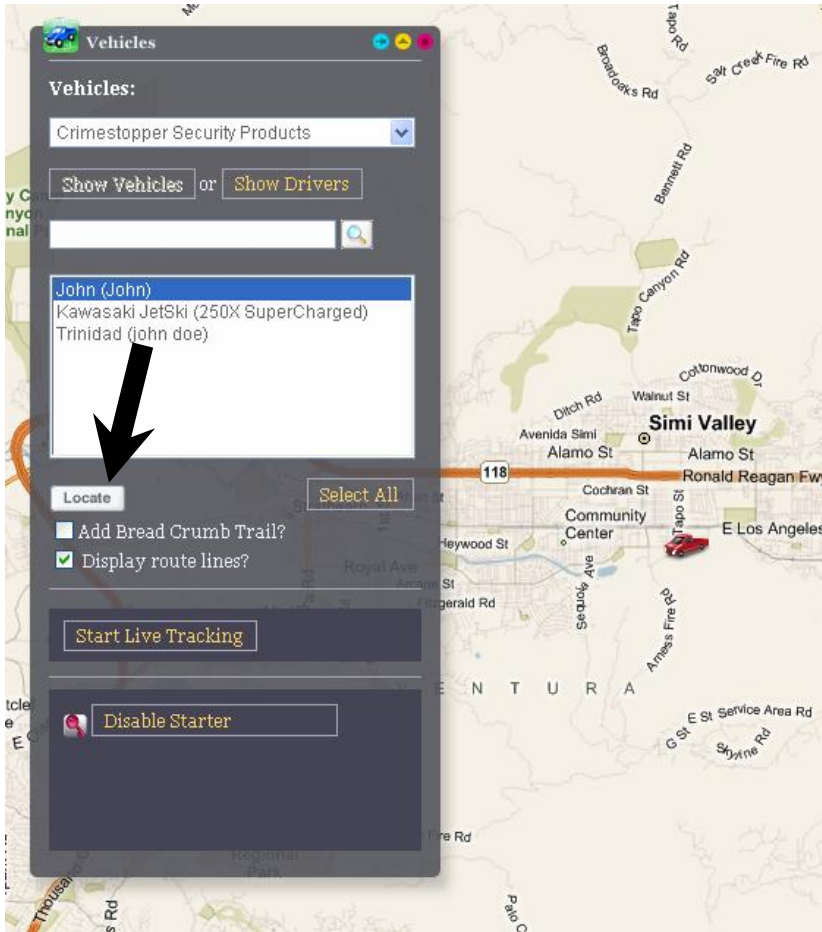 Vehicles
Vehicles:
Crimestopper Security Products
Show Vehicles or Show Drivers
John (John)
Kawasaki JetSki (250X SuperCharged)
Trinidad (john doe)
Locate
Select All
Add Bread Crumb Trail?
Display route lines?
Start Live Tracking
Disable Starter
Tapo Rd
Broadoaks Rd
Salt Creek Fire Rd
Bennett Rd
Tapo Canyon Rd
Cottonwood Dr
Ditch Rd
Walnut St
Simi Valley
Avenida Simi
Alamo St
Alamo St
118
Ronald Reagan Fwy
Cochran St
Tapo St
Community
Center
E Los Angeles
Heywood St
Royal Ave
Sequoia Ave
Fitzgerald Rd
Arness Fire Rd
VENTURA
E St Service Area Rd
G St
Skyline Rd
Fire Rd
Regional
Park
Thousand
Rd
Palo C